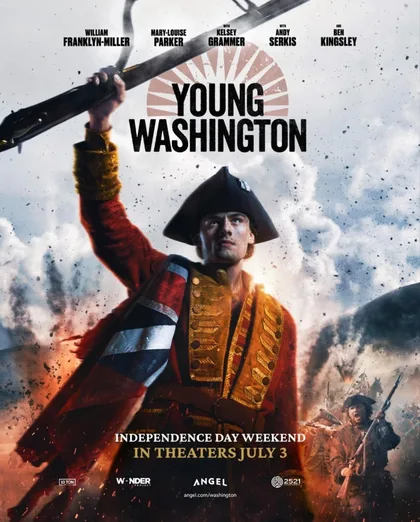 WILLIAM
FRANKLYN-MILLER
MARY-LOUISE
PARKER
WITH
KELSEY
GRAMMER
WITH
ANDY
SERKIS
AND
BEN
KINGSLEY
YOUNG
WASHINGTON
INDEPENDENCE DAY WEEKEND
IN THEATERS JULY 3
WONDER
ANGEL
2521
angel.com/washington